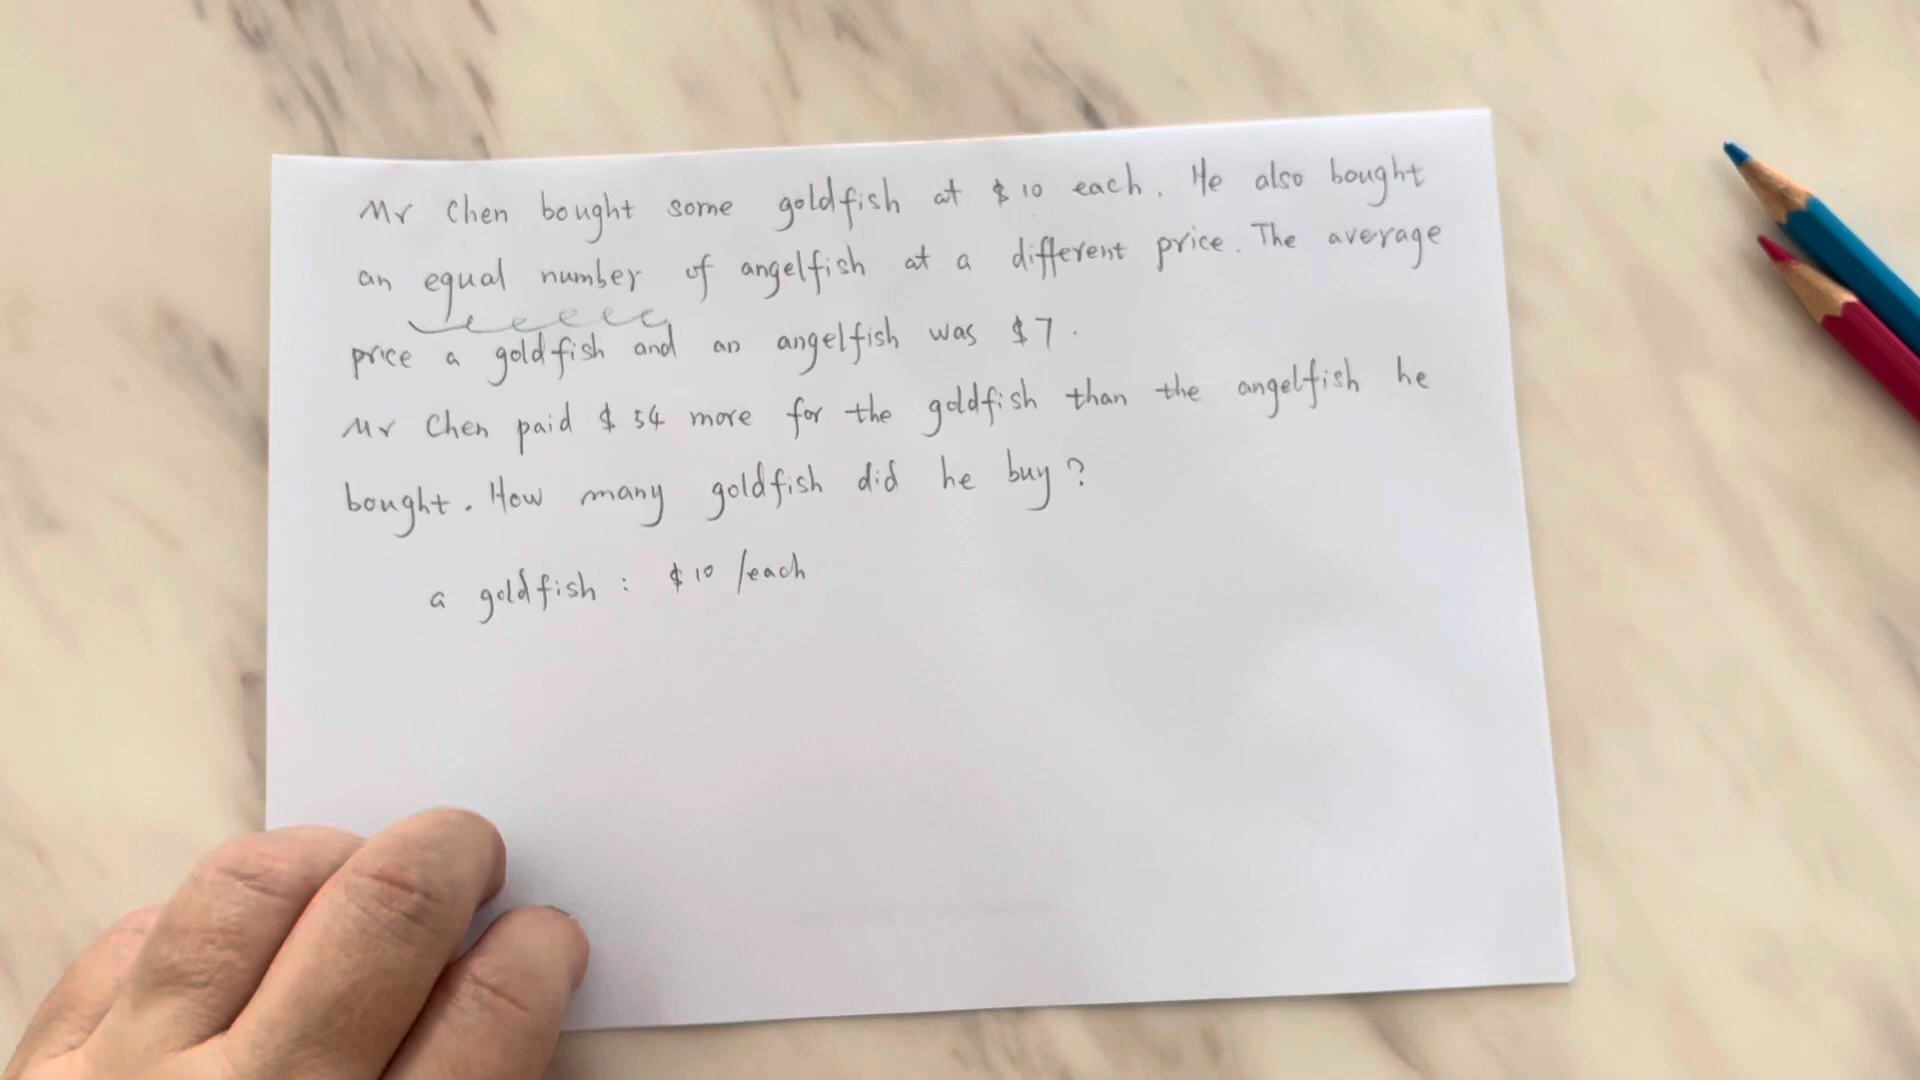 Mr Chen bought some goldfish at $10 each. He also bought
an equal number of angelfish at a different price. The average
price a goldfish and an angelfish was $7.
Mr Chen paid $54 more for the goldfish than the angelfish he
bought. How many goldfish did he buy?
a goldfish : $10 /each